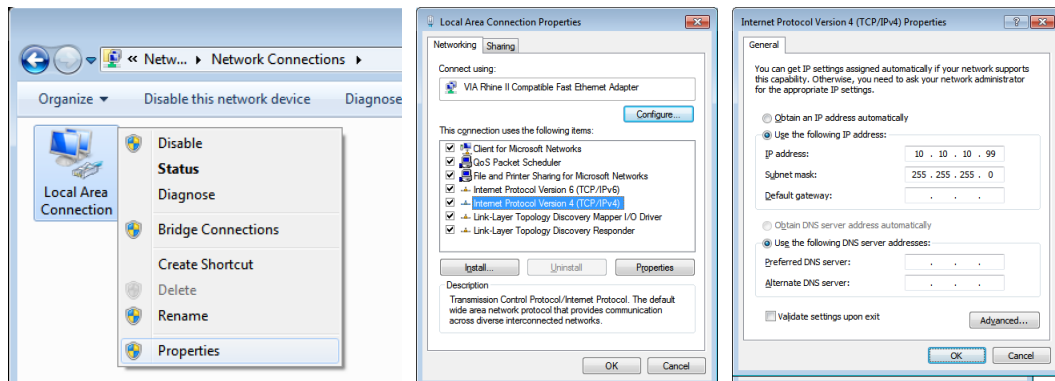 « Netw... ▸ Network Connections ▸
Organize ▾ Disable this network device Diagnose
Local Area
Connection
Disable
Status
Diagnose
Bridge Connections
Create Shortcut
Delete
Rename
Properties
Local Area Connection Properties
Networking Sharing
Connect using:
VIA Rhine II Compatible Fast Ethernet Adapter
Configure...
This connection uses the following items:
Client for Microsoft Networks
QoS Packet Scheduler
File and Printer Sharing for Microsoft Networks
Internet Protocol Version 6 (TCP/IPv6)
Internet Protocol Version 4 (TCP/IPv4)
Link-Layer Topology Discovery Mapper I/O Driver
Link-Layer Topology Discovery Responder
Install... Uninstall Properties
Description
Transmission Control Protocol/Internet Protocol. The default
wide area network protocol that provides communication
across diverse interconnected networks.
OK Cancel
Internet Protocol Version 4 (TCP/IPv4) Properties
General
You can get IP settings assigned automatically if your network supports
this capability. Otherwise, you need to ask your network administrator
for the appropriate IP settings.
Obtain an IP address automatically
Use the following IP address:
IP address: 10 . 10 . 10 . 99
Subnet mask: 255 . 255 . 255 . 0
Default gateway: . . .
Obtain DNS server address automatically
Use the following DNS server addresses:
Preferred DNS server: . . .
Alternate DNS server: . . .
Validate settings upon exit
Advanced...
OK Cancel